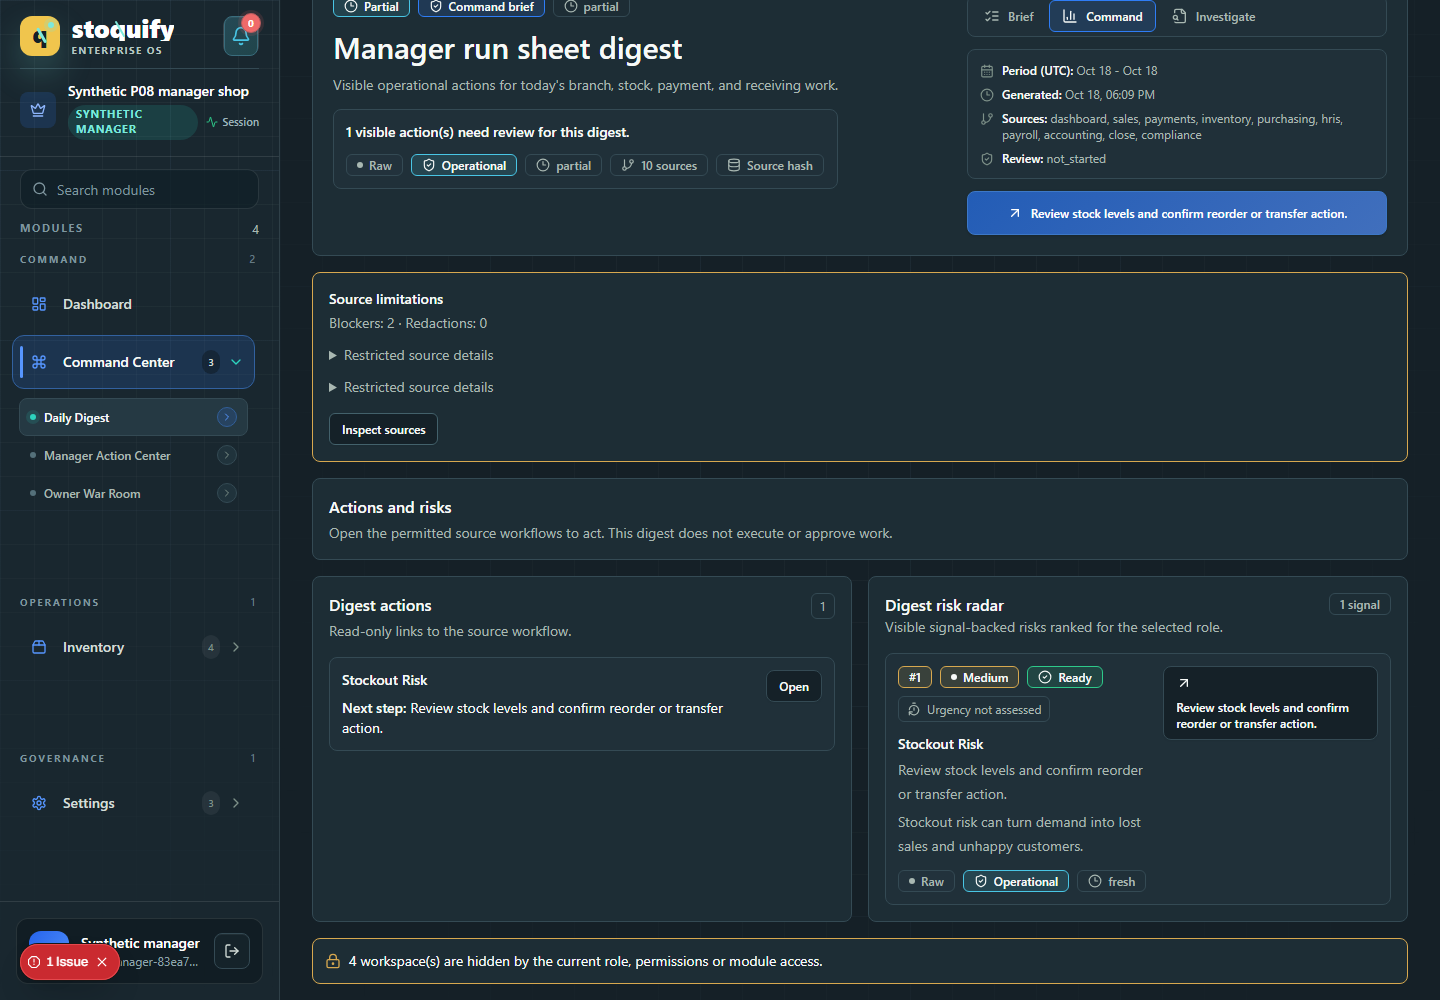 stoquify
ENTERPRISE OS
0
Synthetic P08 manager shop
SYNTHETIC
MANAGER
Session
Search modules
MODULES
4
COMMAND
2
Dashboard
Command Center
3
Daily Digest
Manager Action Center
Owner War Room
OPERATIONS
1
Inventory
4
GOVERNANCE
1
Settings
3
Synthetic manager
1 Issue
Partial
Command brief
partial
Manager run sheet digest
Visible operational actions for today's branch, stock, payment, and receiving work.
1 visible action(s) need review for this digest.
Raw
Operational
partial
10 sources
Source hash
Brief
Command
Investigate
Period (UTC): Oct 18 - Oct 18
Generated: Oct 18, 06:09 PM
Sources: dashboard, sales, payments, inventory, purchasing, hris,
payroll, accounting, close, compliance
Review: not_started
Review stock levels and confirm reorder or transfer action.
Source limitations
Blockers: 2 · Redactions: 0
Restricted source details
Restricted source details
Inspect sources
Actions and risks
Open the permitted source workflows to act. This digest does not execute or approve work.
Digest actions
1
Read-only links to the source workflow.
Stockout Risk
Next step: Review stock levels and confirm reorder or transfer
action.
Open
Digest risk radar
1 signal
Visible signal-backed risks ranked for the selected role.
#1
Medium
Ready
Urgency not assessed
Review stock levels and confirm
reorder or transfer action.
Stockout Risk
Review stock levels and confirm reorder
or transfer action.
Stockout risk can turn demand into lost
sales and unhappy customers.
Raw
Operational
fresh
4 workspace(s) are hidden by the current role, permissions or module access.